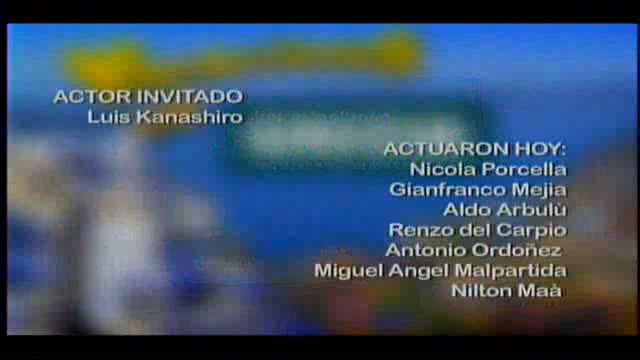 ACTOR INVITADO
Luis Kanashiro
ACTUARON HOY:
Nicola Porcella
Gianfranco Mejia
Aldo Arbulù
Renzo del Carpio
Antonio Ordoñez
Miguel Angel Malpartida
Nilton Maà